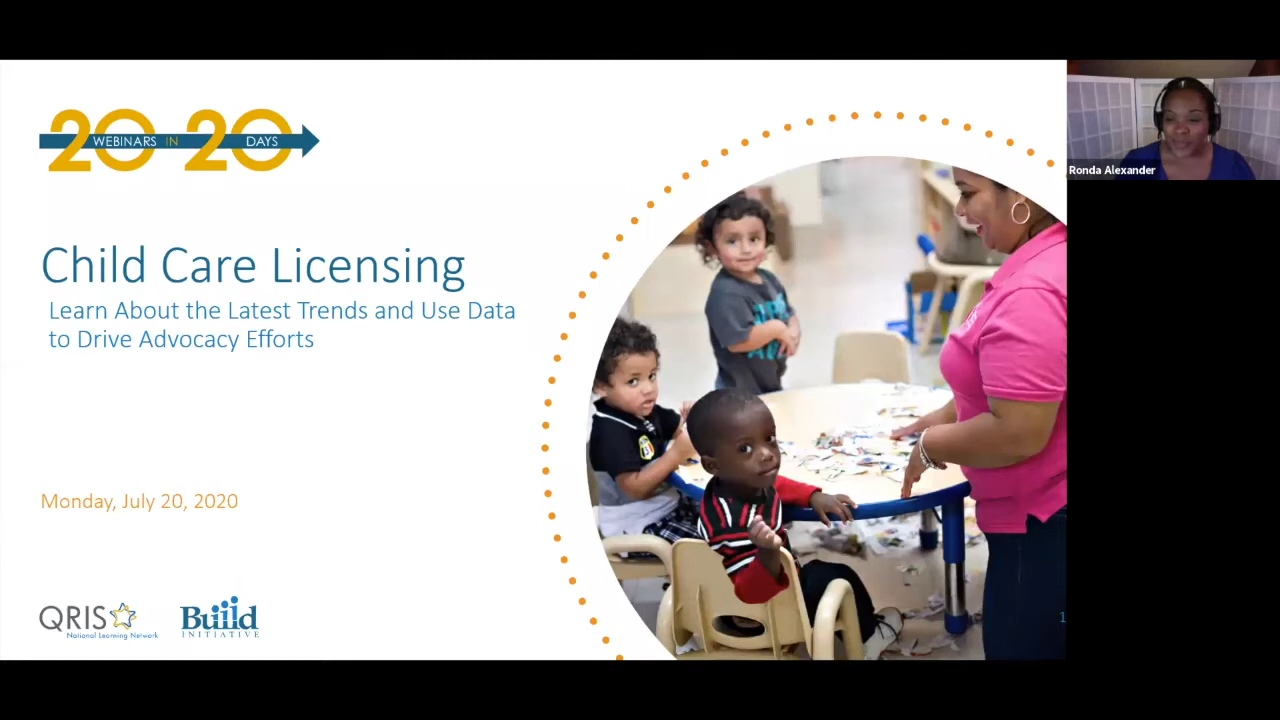 20 WEBINARS IN 20 DAYS
Ronda Alexander
Child Care Licensing
Learn About the Latest Trends and Use Data
to Drive Advocacy Efforts
Monday, July 20, 2020
QRIS
National Learning Network
Build
INITIATIVE
1